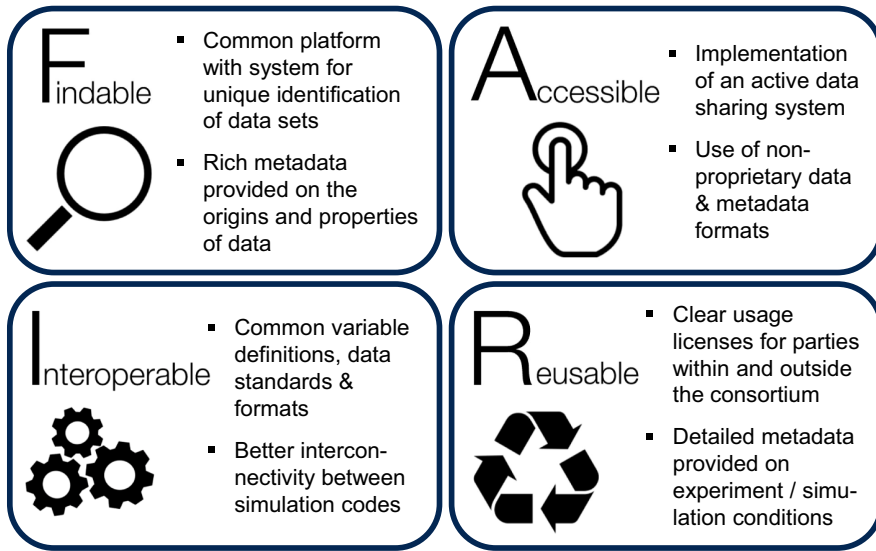 Findable
▪ Common platform
with system for
unique identification
of data sets
▪ Rich metadata
provided on the
origins and properties
of data
Accessible
▪ Implementation
of an active data
sharing system
▪ Use of non-
proprietary data
& metadata
formats
Interoperable
▪ Common variable
definitions, data
standards &
formats
▪ Better intercon-
nectivity between
simulation codes
Reusable
▪ Clear usage
licenses for parties
within and outside
the consortium
▪ Detailed metadata
provided on
experiment / simu-
lation conditions